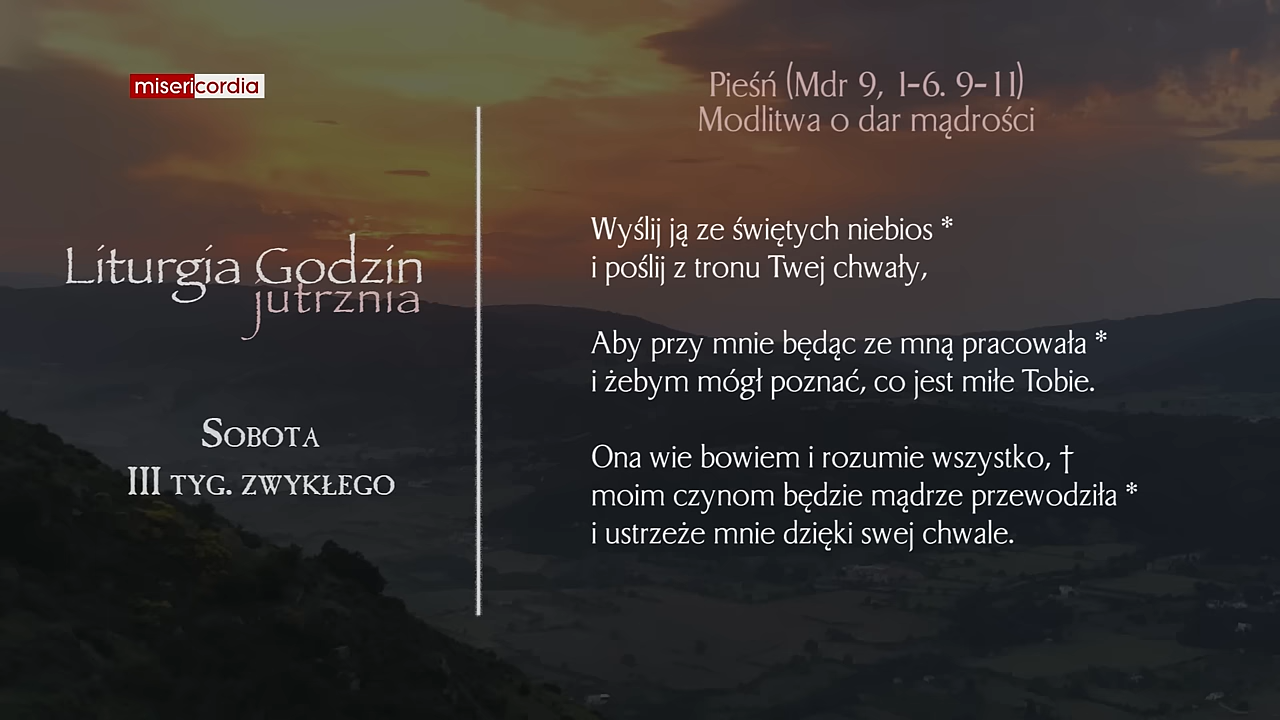 misericordia
Liturgia Godzin
jutrznia
Sobota
III tyg. zwykłego
Pieśń (Mdr 9, 1-6. 9-11)
Modlitwa o dar mądrości
Wyślij ją ze świętych niebios *
i poślij z tronu Twej chwały,
Aby przy mnie będąc ze mną pracowała *
i żebym mógł poznać, co jest miłe Tobie.
Ona wie bowiem i rozumie wszystko, †
moim czynom będzie mądrze przewodziła *
i ustrzeże mnie dzięki swej chwale.